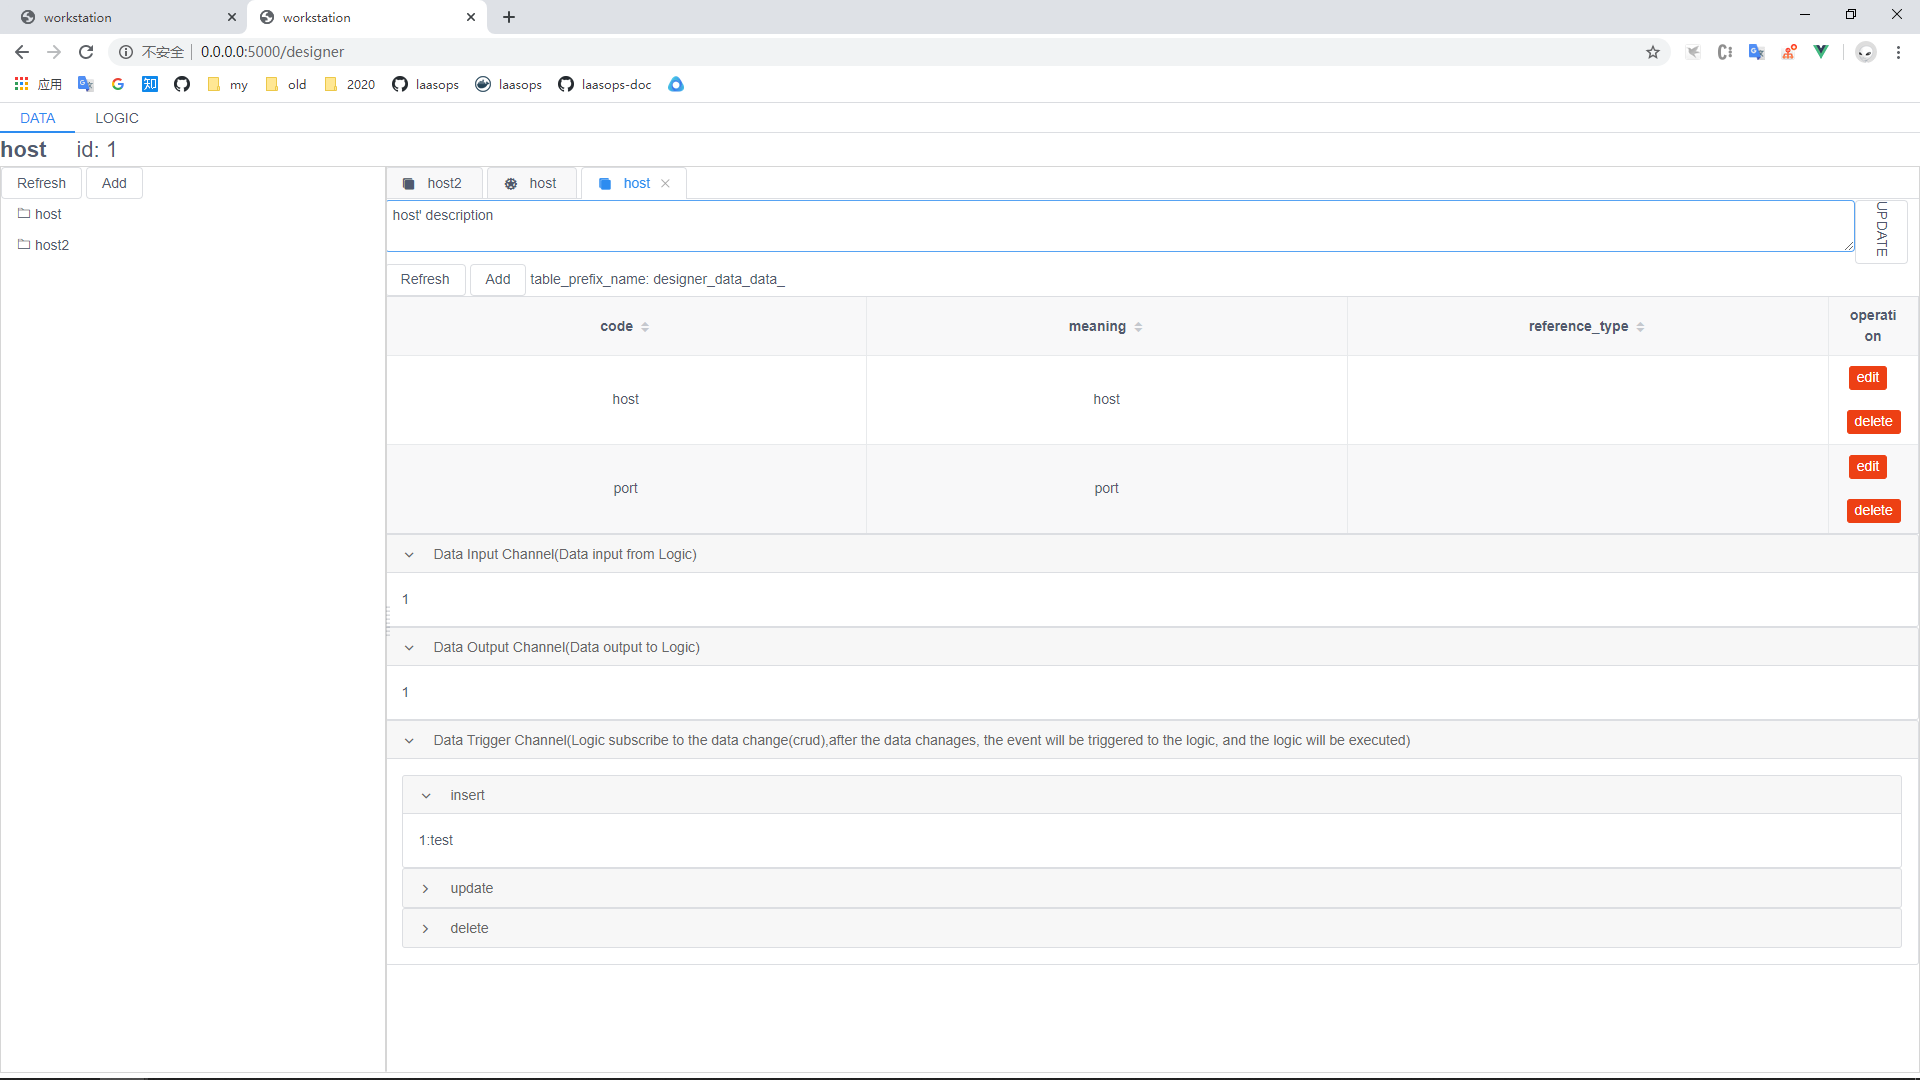 workstation
workstation
不安全
0.0.0.0:5000/designer
应用
my
old
2020
laasops
laasops
laasops-doc
DATA
LOGIC
host id: 1
Refresh
Add
host
host2
host2
host
host
host' description
UPDATE
Refresh
Add
table_prefix_name: designer_data_data_
code
meaning
reference_type
operati
on
host
host
edit
delete
port
port
edit
delete
Data Input Channel(Data input from Logic)
1
Data Output Channel(Data output to Logic)
1
Data Trigger Channel(Logic subscribe to the data change(crud),after the data chanages, the event will be triggered to the logic, and the logic will be executed)
insert
1:test
update
delete